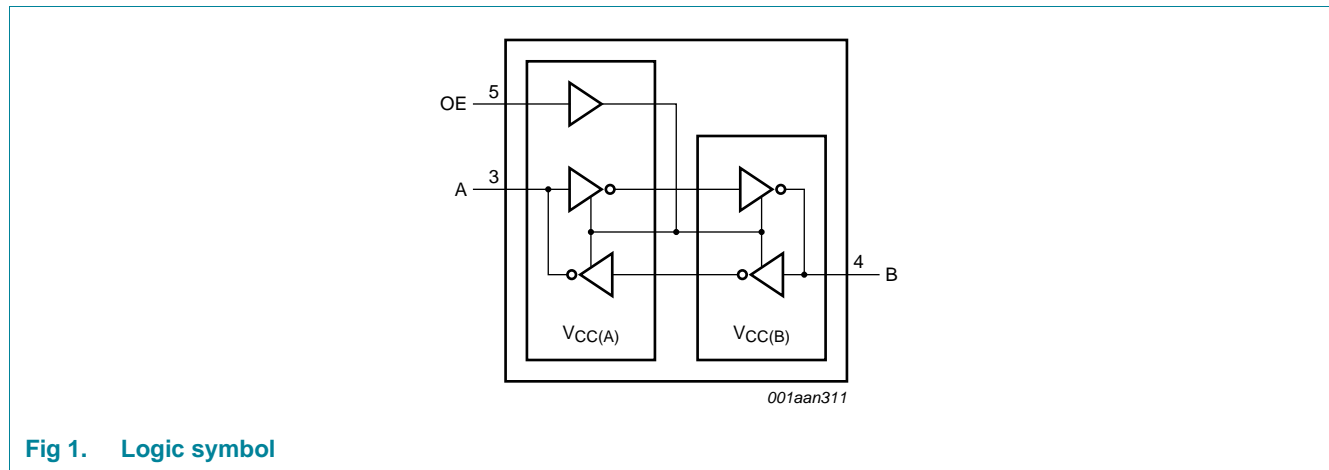 5
OE
3
A
4
B
VCC(A)
VCC(B)
001aan311
Fig 1. Logic symbol